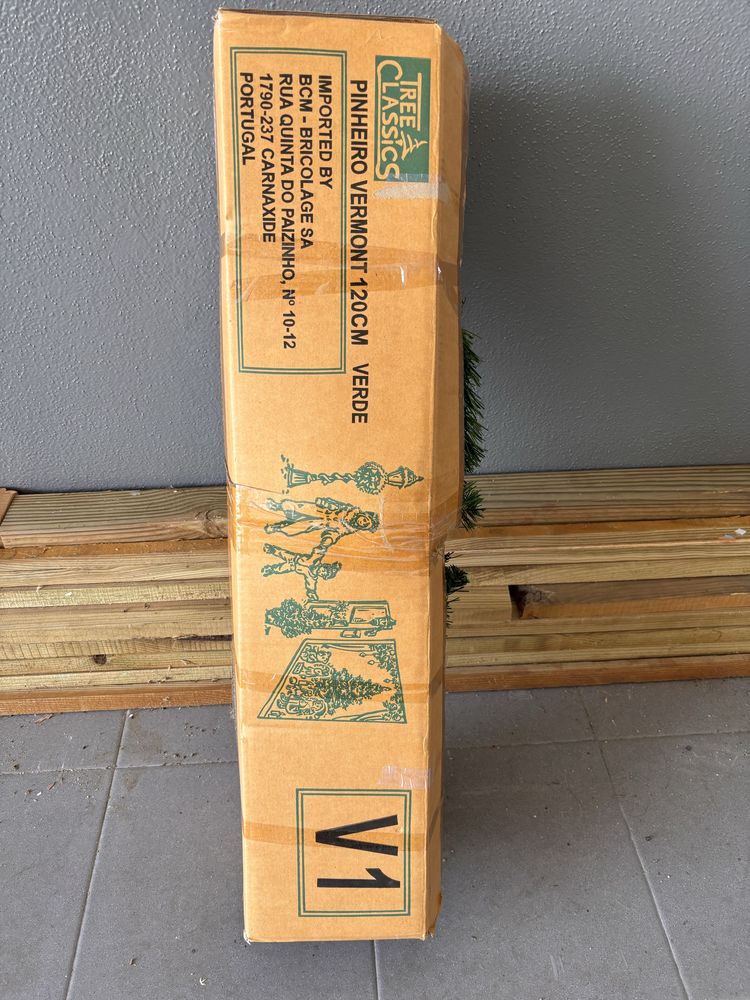 TREE
CLASSICS
PINHEIRO VERMONT 120CM VERDE
IMPORTED BY
BCM - BRICOLAGE SA
RUA QUINTA DO PAIZINHO, Nº 10-12
1790-237 CARNAXIDE
PORTUGAL
V1